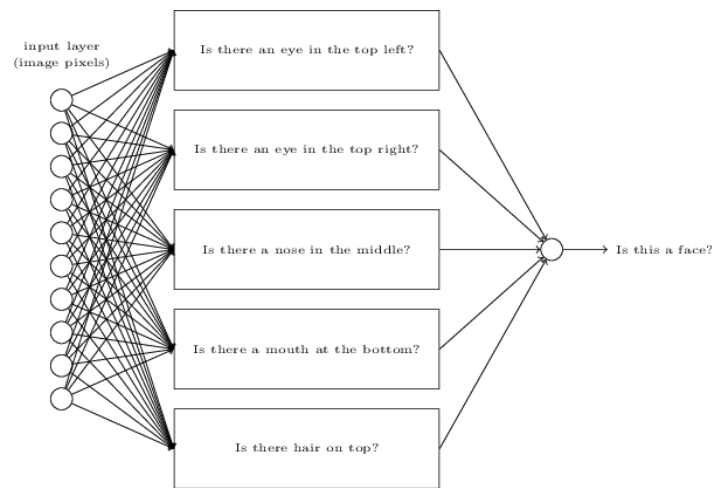 input layer
(image pixels)
Is there an eye in the top left?
Is there an eye in the top right?
Is there a nose in the middle?
Is there a mouth at the bottom?
Is there hair on top?
Is this a face?